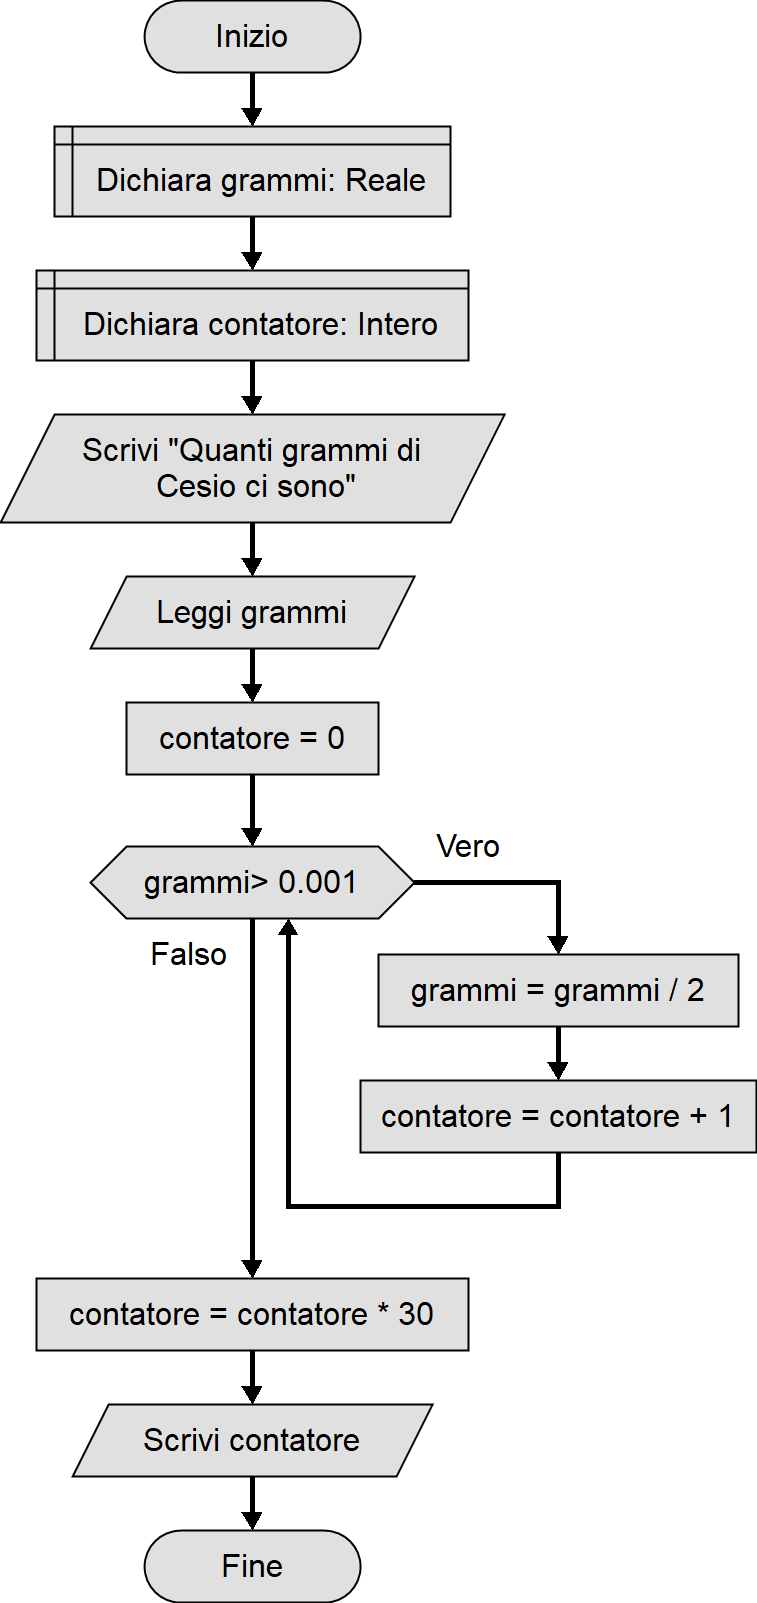 Inizio
Dichiara grammi: Reale
Dichiara contatore: Intero
Scrivi "Quanti grammi di
Cesio ci sono"
Leggi grammi
contatore = 0
grammi> 0.001
Vero
Falso
grammi = grammi / 2
contatore = contatore + 1
contatore = contatore * 30
Scrivi contatore
Fine